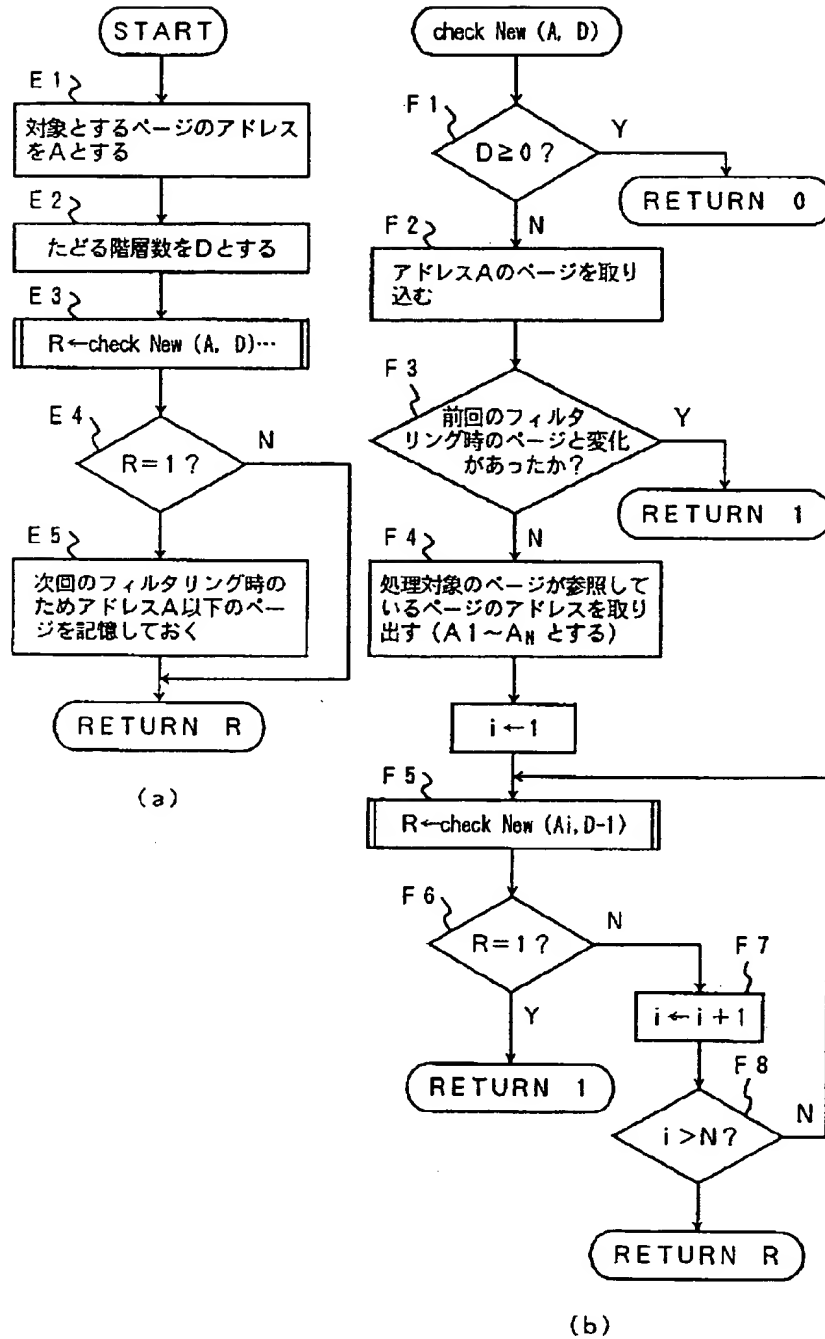 START
E1
対象とするページのアドレス
をAとする
E2
たどる階層数をDとする
E3
R←check New (A, D)…
E4
R=1?
N
E5
次回のフィルタリング時の
ためアドレスA以下のペー
ジを記憶しておく
RETURN R
(a)
check New (A, D)
F1
D≥0?
Y
RETURN 0
N
F2
アドレスAのページを取り
込む
F3
前回のフィルタ
リング時のページと変化
があったか?
Y
RETURN 1
N
F4
処理対象のページが参照して
いるページのアドレスを取り
出す(A1~AN とする)
i←1
F5
R←check New (Ai, D-1)
F6
R=1?
N
Y
RETURN 1
F7
i←i+1
F8
i>N?
N
RETURN R
(b)